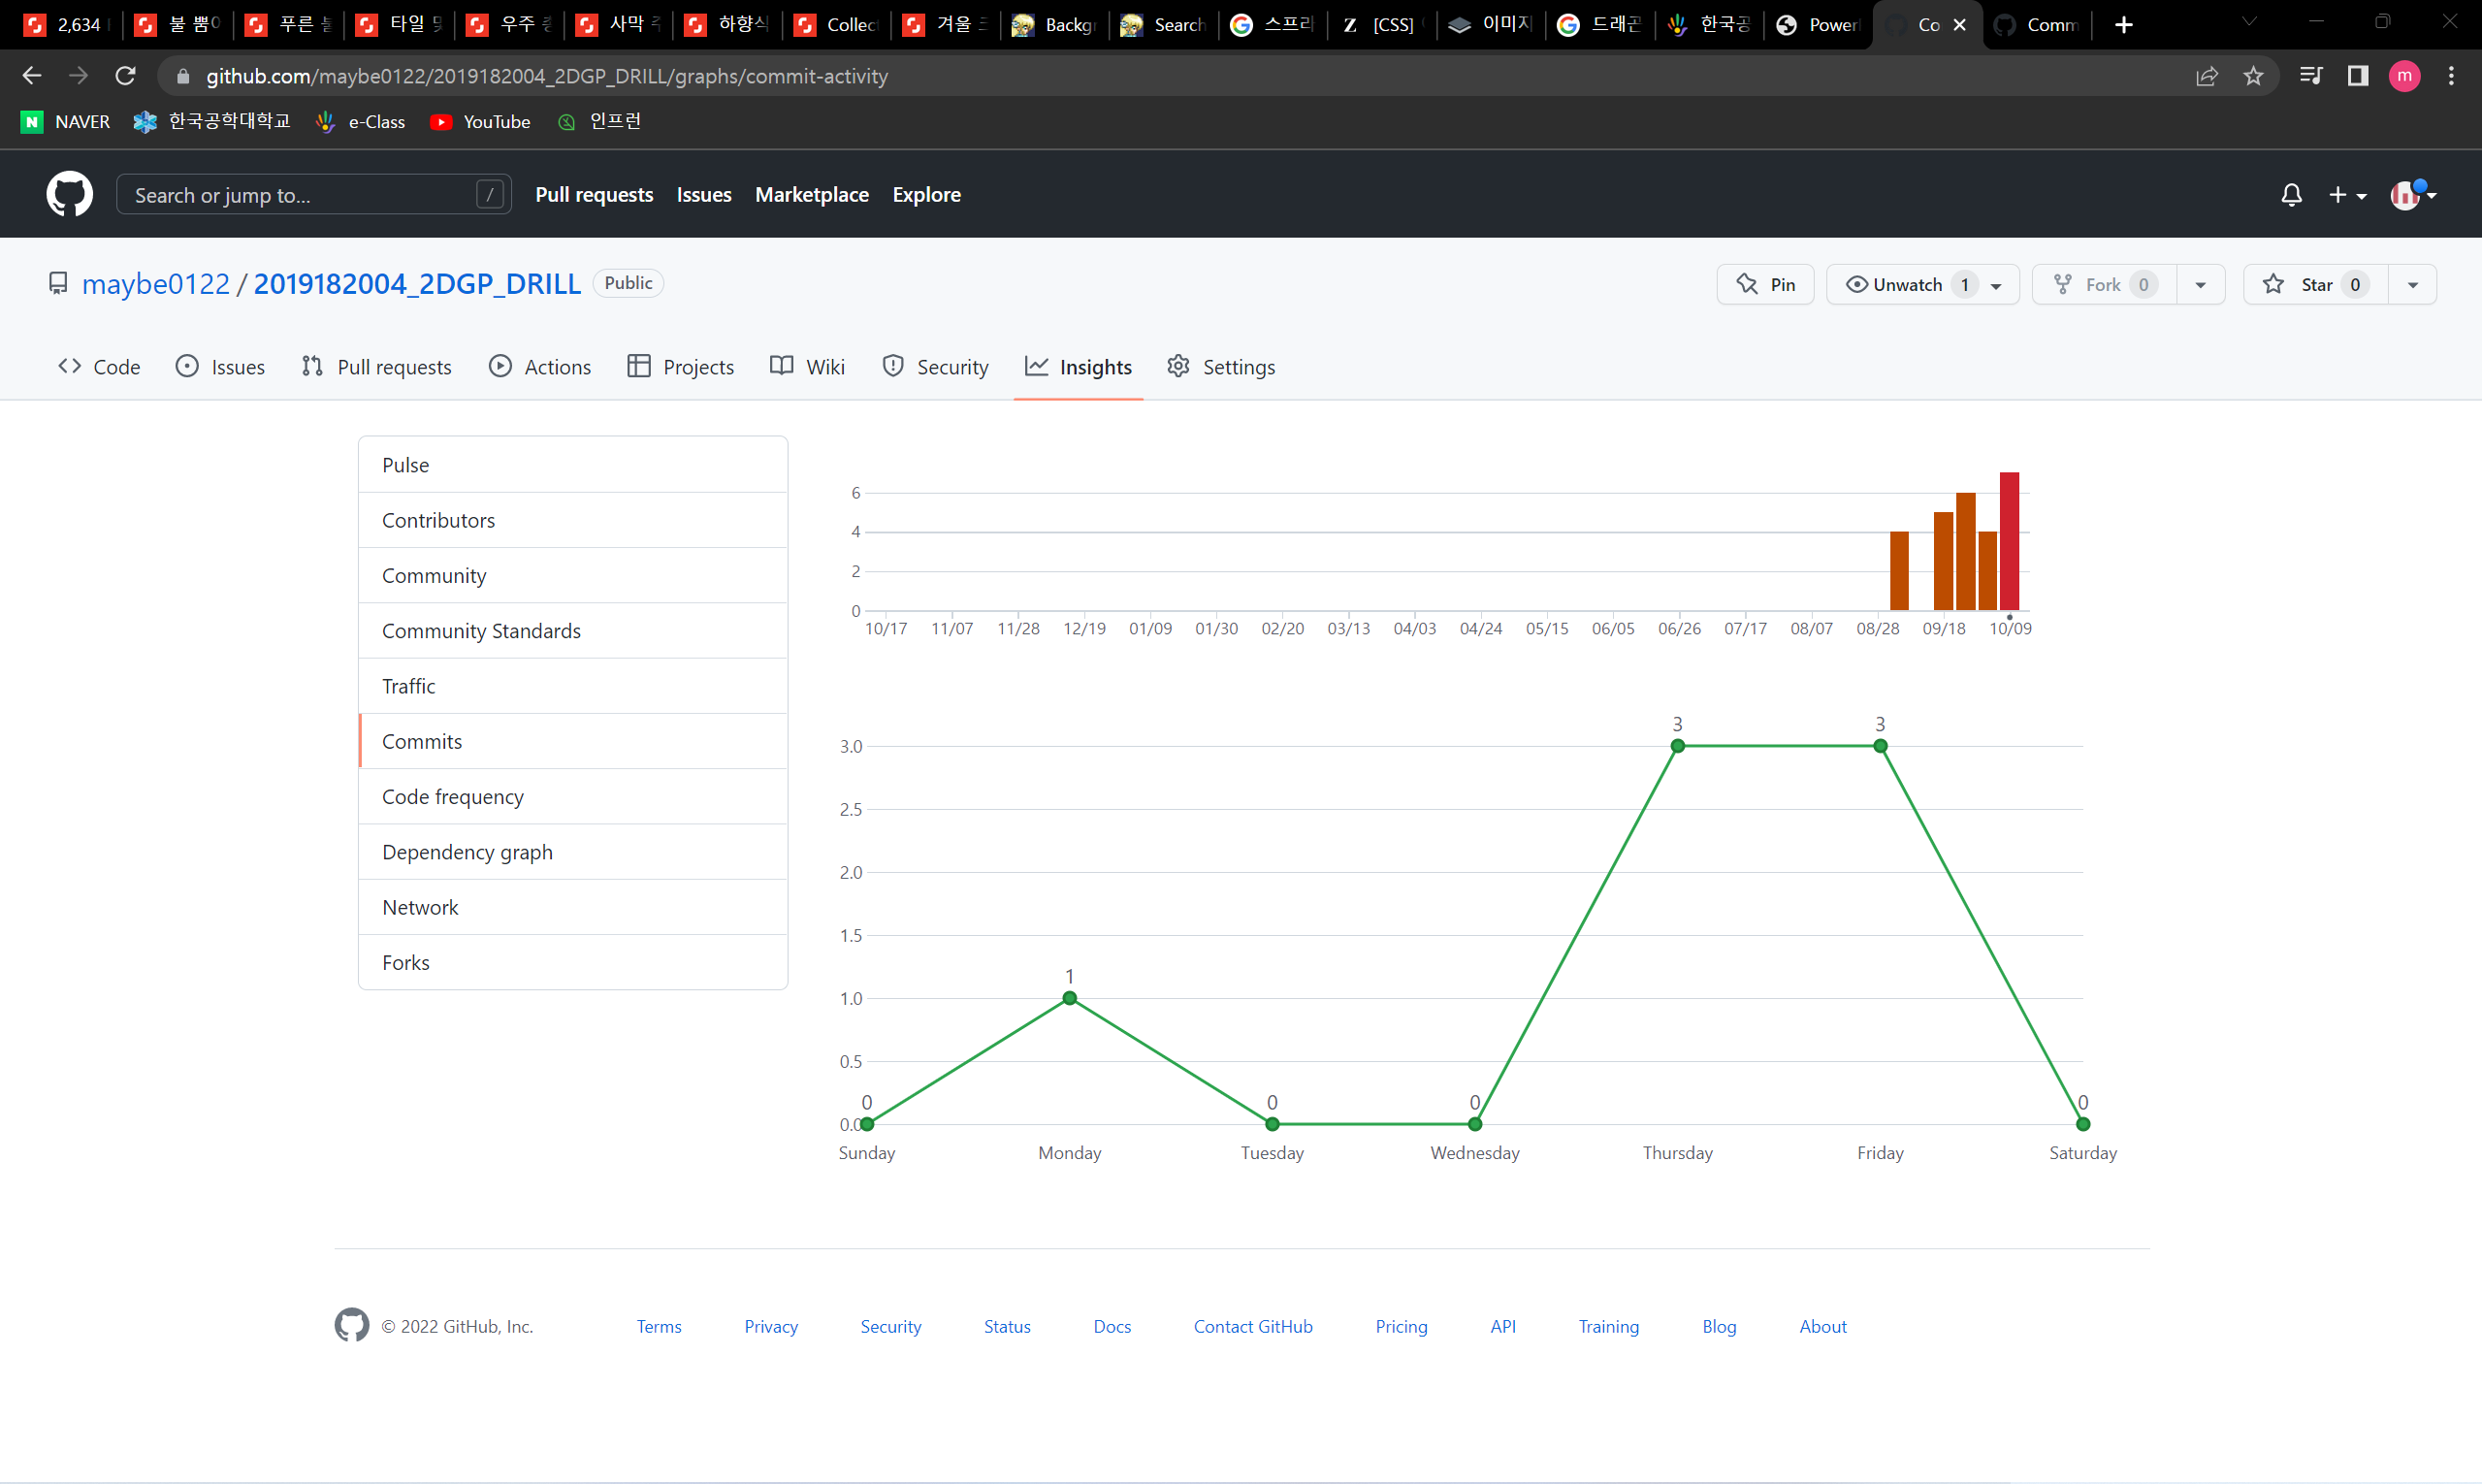 2,634 불 뿜어 푸른 타일 우주 사막 하향식 Collec 겨울 Backg Search 스프리 [CSS] 이미지 드래곤 한국공 Power Co Comm
github.com/maybe0122/2019182004_2DGP_DRILL/graphs/commit-activity m
NAVER 한국공학대학교 e-Class YouTube 인프런
Search or jump to... / Pull requests Issues Marketplace Explore
maybe0122 / 2019182004_2DGP_DRILL Public Pin Unwatch 1 Fork 0 Star 0
Code Issues Pull requests Actions Projects Wiki Security Insights Settings
Pulse
Contributors
Community
Community Standards
Traffic
Commits
Code frequency
Dependency graph
Network
Forks
6
4
2
0
10/17 11/07 11/28 12/19 01/09 01/30 02/20 03/13 04/03 04/24 05/15 06/05 06/26 07/17 08/07 08/28 09/18 10/09
3 3
3.0
2.5
2.0
1.5
1
1.0
0.5
0 0 0 0
0.0
Sunday Monday Tuesday Wednesday Thursday Friday Saturday
© 2022 GitHub, Inc. Terms Privacy Security Status Docs Contact GitHub Pricing API Training Blog About